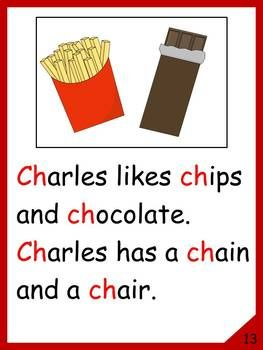 Charles likes chips
and chocolate.
Charles has a chain
and a chair.
13